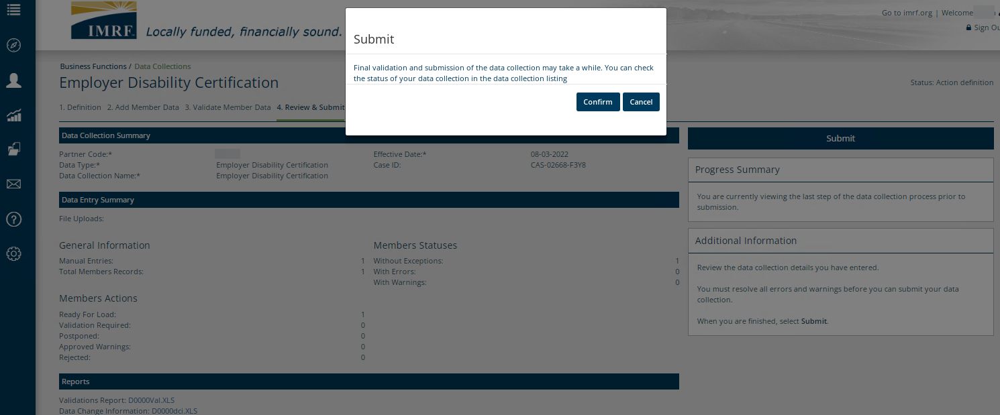 IMRF
Locally funded, financially sound.
Go to imrf.org | Welcome
Sign Ou
Submit
Final validation and submission of the data collection may take a while. You can check
the status of your data collection in the data collection listing
Confirm Cancel
Business Functions / Data Collections
Employer Disability Certification
Status: Action definition
1. Definition 2. Add Member Data 3. Validate Member Data 4. Review & Submit
Data Collection Summary
Partner Code:*
Effective Date:* 08-03-2022
Data Type:* Employer Disability Certification
Case ID: CAS-02668-F3Y8
Data Collection Name:* Employer Disability Certification
Data Entry Summary
File Uploads:
General Information
Manual Entries: 1
Total Members Records: 1
Members Statuses
Without Exceptions: 1
With Errors: 0
With Warnings: 0
Members Actions
Ready For Load: 1
Validation Required: 0
Postponed: 0
Approved Warnings: 0
Rejected: 0
Reports
Validations Report: D0000Val.XLS
Data Change Information: D0000dci.XLS
Submit
Progress Summary
You are currently viewing the last step of the data collection process prior to
submission.
Additional Information
Review the data collection details you have entered.
You must resolve all errors and warnings before you can submit your data
collection.
When you are finished, select Submit.